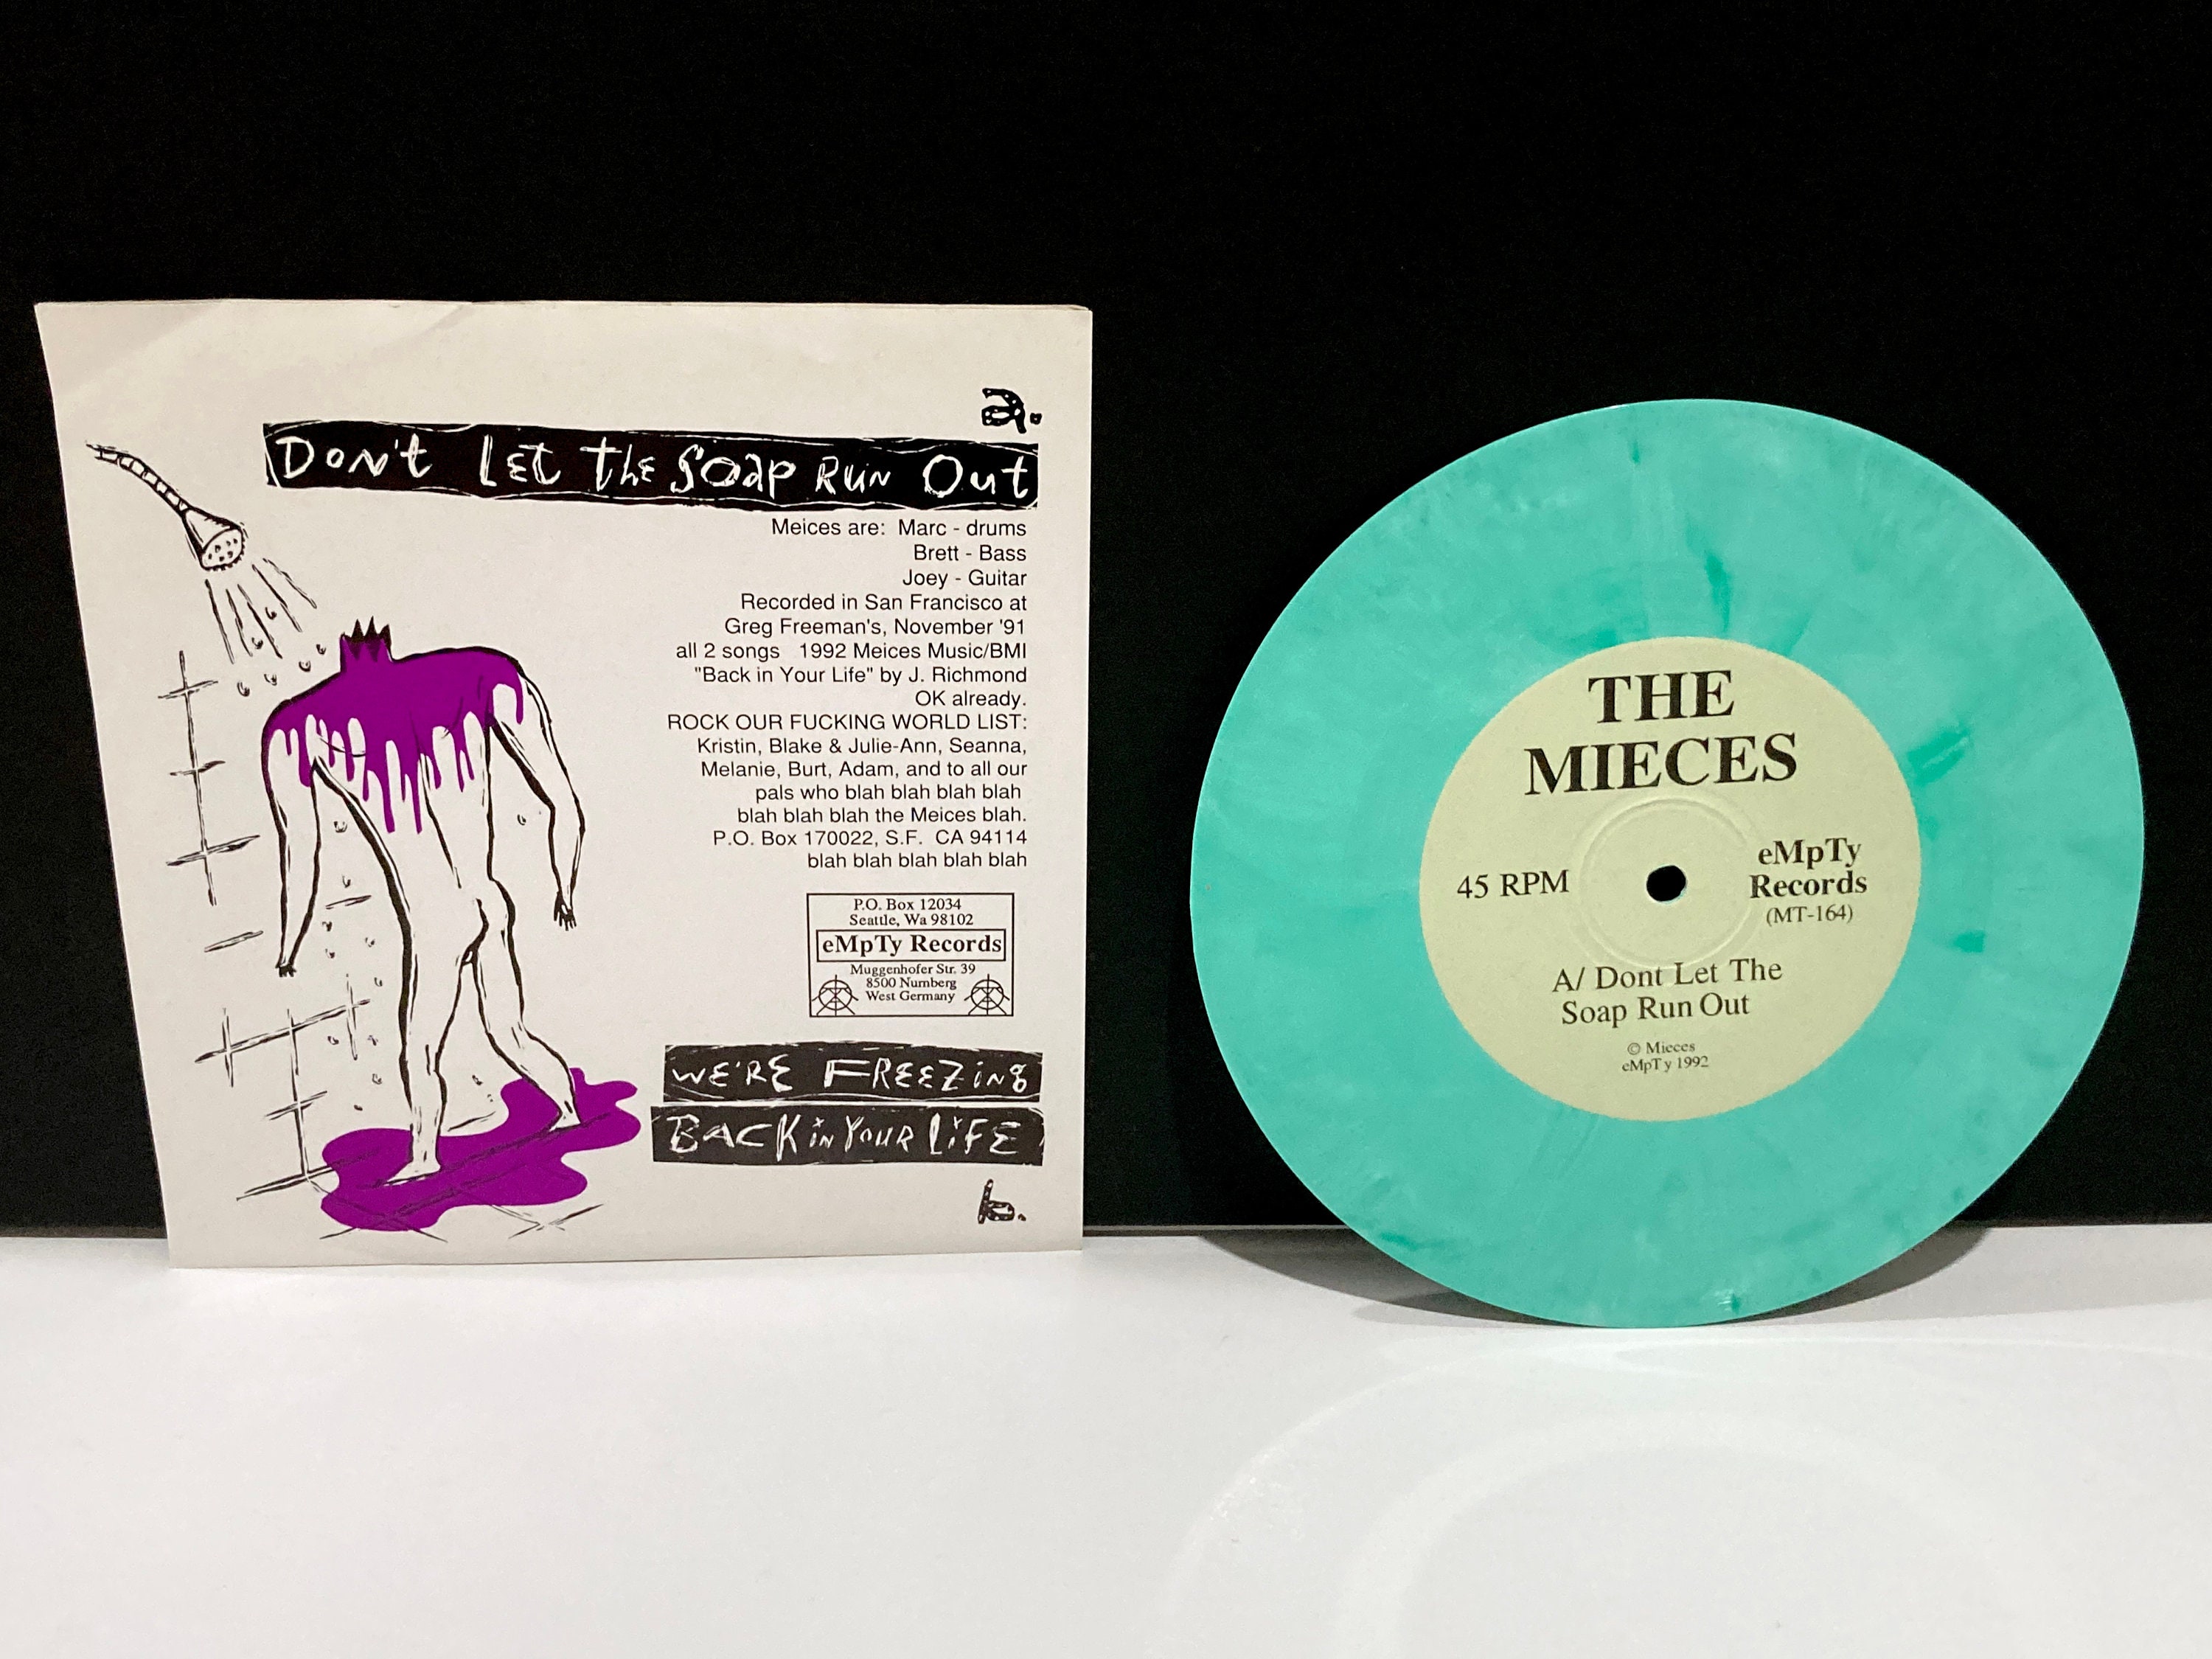 a.
DON'T LET THE SOAP RUN OUT
Meices are: Marc - drums
Brett - Bass
Joey - Guitar
Recorded in San Francisco at
Greg Freeman's, November '91
all 2 songs 1992 Meices Music/BMI
"Back in Your Life" by J. Richmond
OK already.
ROCK OUR FUCKING WORLD LIST:
Kristin, Blake & Julie-Ann, Seanna,
Melanie, Burt, Adam, and to all our
pals who blah blah blah blah
blah blah blah the Meices blah.
P.O. Box 170022, S.F. CA 94114
blah blah blah blah blah
P.O. Box 12034
Seattle, Wa 98102
eMpTy Records
Muggenhofer Str. 39
8500 Nurnberg
West Germany
WE'RE FREEZING
BACK IN YOUR LIFE
b.
THE
MIECES
45 RPM
eMpTy
Records
(MT-164)
A/ Dont Let The
Soap Run Out
© Mieces
eMpTy 1992